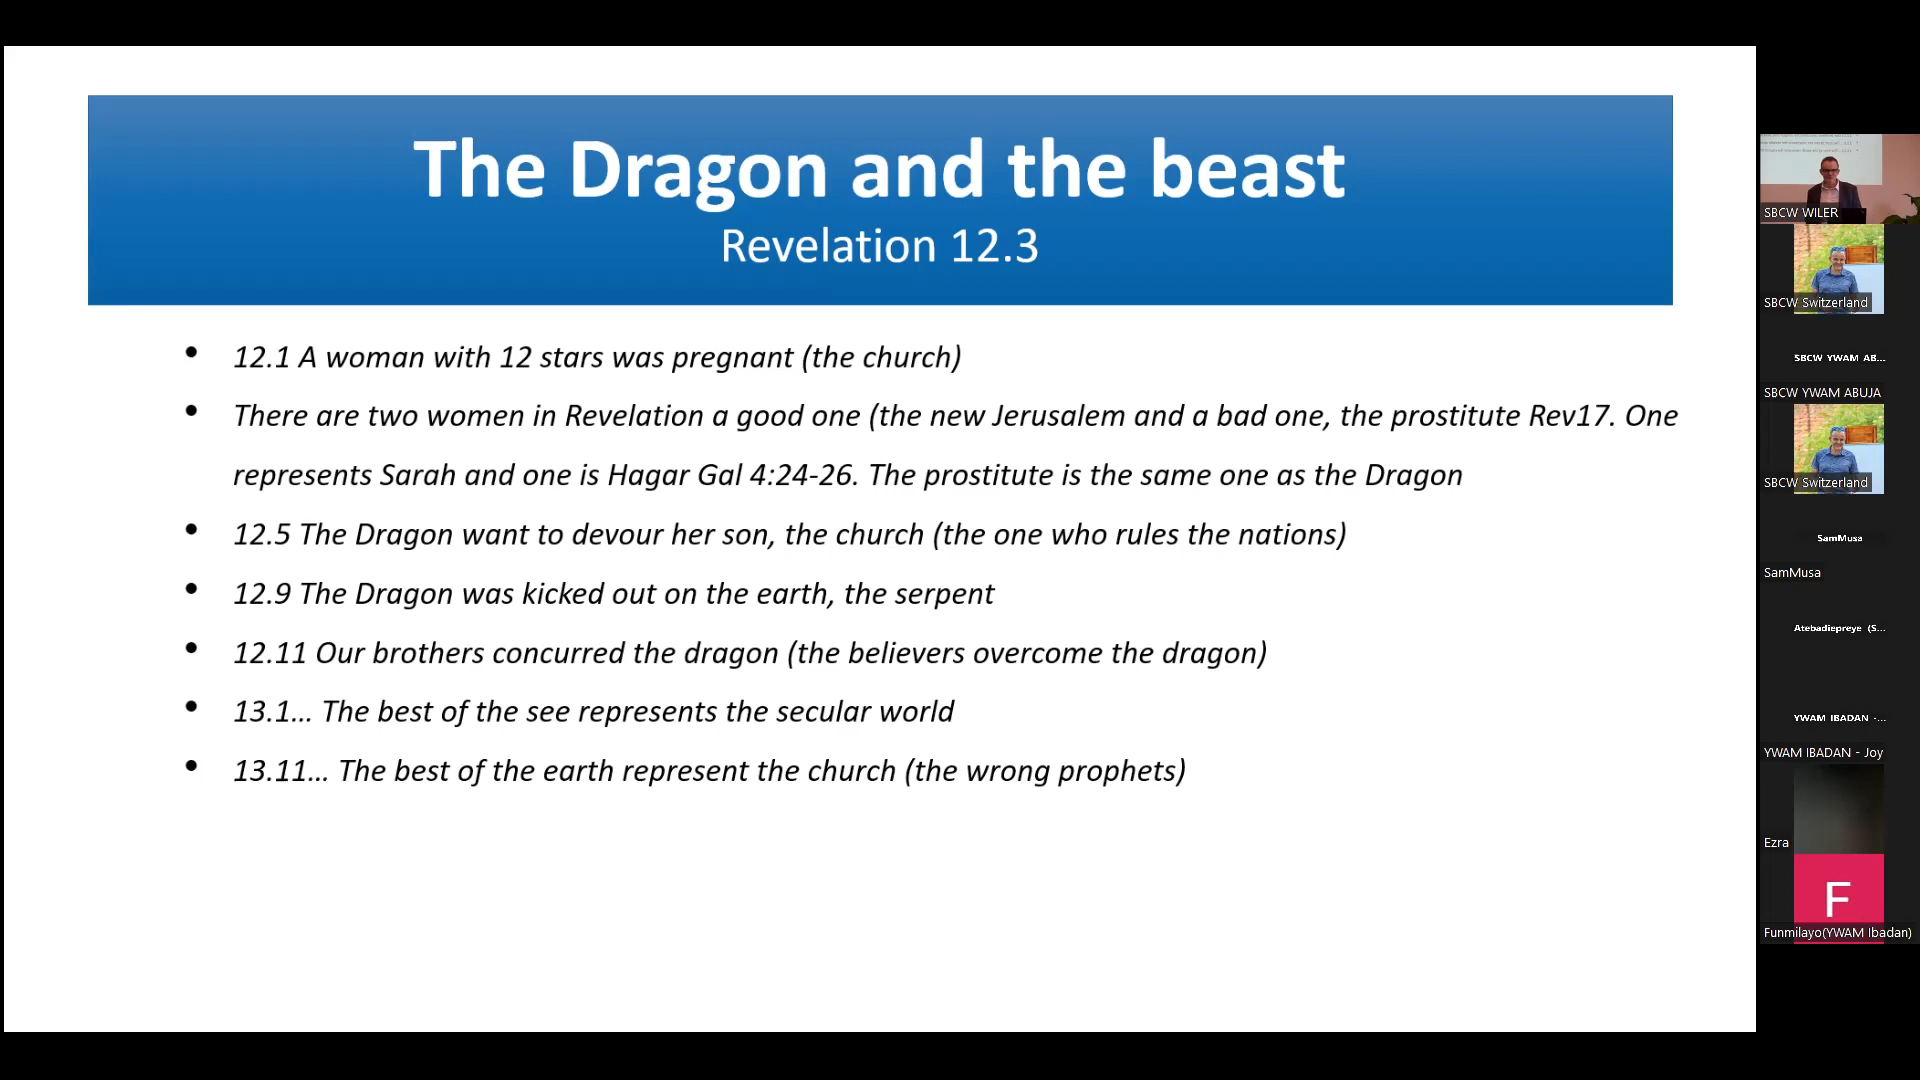 The Dragon and the beast
Revelation 12.3
• 12.1 A woman with 12 stars was pregnant (the church)
• There are two women in Revelation a good one (the new Jerusalem and a bad one, the prostitute Rev17. One
represents Sarah and one is Hagar Gal 4:24-26. The prostitute is the same one as the Dragon
• 12.5 The Dragon want to devour her son, the church (the one who rules the nations)
• 12.9 The Dragon was kicked out on the earth, the serpent
• 12.11 Our brothers concurred the dragon (the believers overcome the dragon)
• 13.1... The best of the see represents the secular world
• 13.11... The best of the earth represent the church (the wrong prophets)
SBCW WILER
SBCW Switzerland
SBCW YWAM AB...
SBCW YWAM ABUJA
SBCW Switzerland
SamMusa
SamMusa
Atebadiepreye (S...
YWAM IBADAN -...
YWAM IBADAN - Joy
Ezra
F
Funmilayo(YWAM Ibadan)